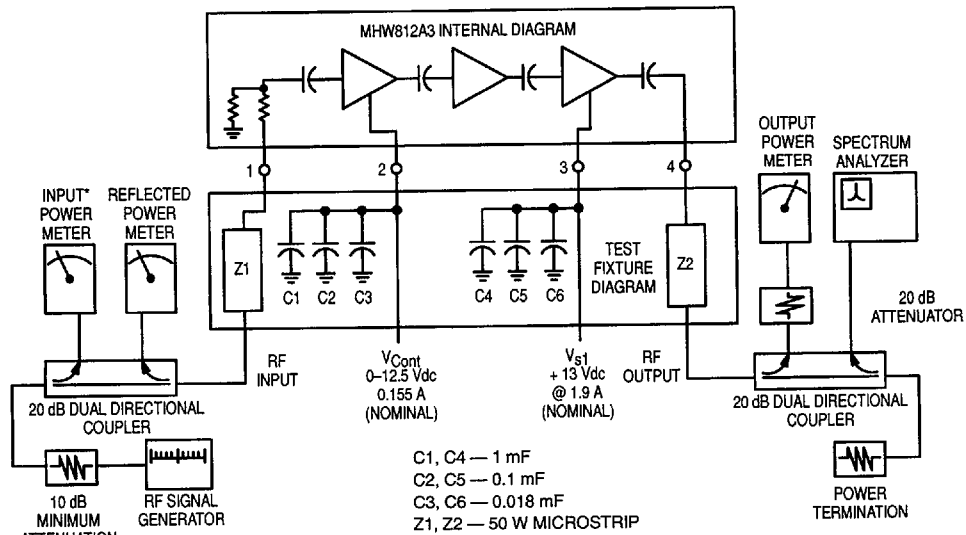 MHW812A3 INTERNAL DIAGRAM
1
2
3
4
OUTPUT
POWER
METER
SPECTRUM
ANALYZER
INPUT*
POWER
METER
REFLECTED
POWER
METER
Z1
C1
C2
C3
C4
C5
C6
TEST
FIXTURE
DIAGRAM
Z2
20 dB
ATTENUATOR
RF
INPUT
VCont
0–12.5 Vdc
0.155 A
(NOMINAL)
Vs1
+ 13 Vdc
@ 1.9 A
(NOMINAL)
RF
OUTPUT
20 dB DUAL DIRECTIONAL
COUPLER
20 dB DUAL DIRECTIONAL
COUPLER
10 dB
MINIMUM
ATTENUATION
RF SIGNAL
GENERATOR
C1, C4 — 1 mF
C2, C5 — 0.1 mF
C3, C6 — 0.018 mF
Z1, Z2 — 50 W MICROSTRIP
POWER
TERMINATION